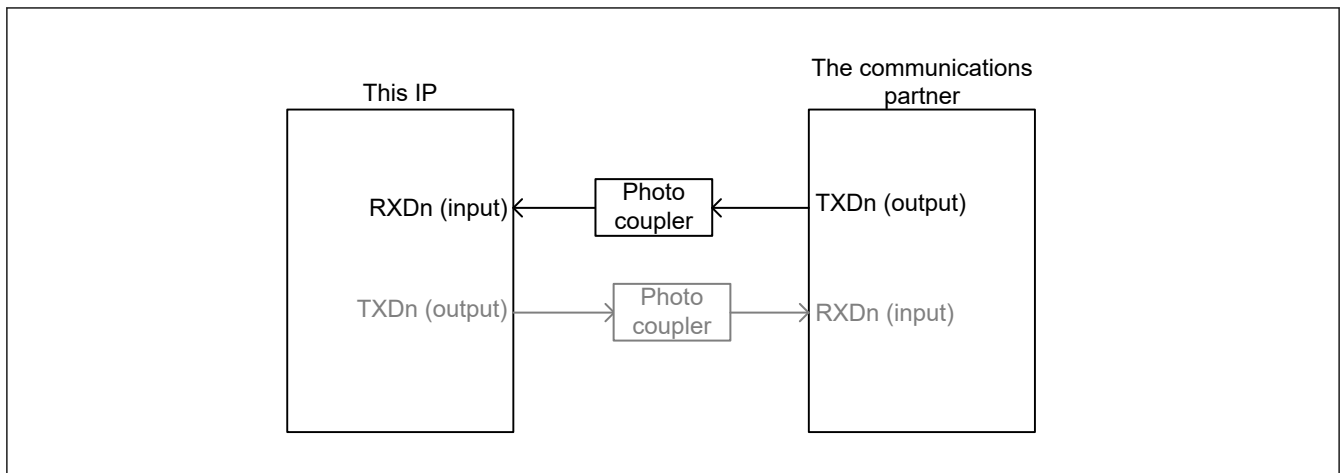 This IP
The communications
partner
RXDn (input)
Photo
coupler
TXDn (output)
TXDn (output)
Photo
coupler
RXDn (input)